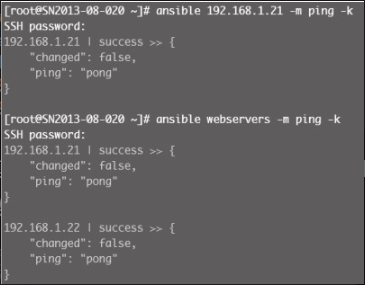 [root@SN2013-08-020 ~]# ansible 192.168.1.21 -m ping -k
SSH password:
192.168.1.21 | success >> {
    "changed": false,
    "ping": "pong"
}
[root@SN2013-08-020 ~]# ansible webservers -m ping -k
SSH password:
192.168.1.21 | success >> {
    "changed": false,
    "ping": "pong"
}
192.168.1.22 | success >> {
    "changed": false,
    "ping": "pong"
}